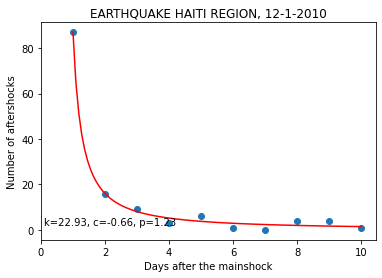 EARTHQUAKE HAITI REGION, 12-1-2010
Number of aftershocks
80
60
40
20
0
k=22.93, c=-0.66, p=1.23
0 2 4 6 8 10
Days after the mainshock